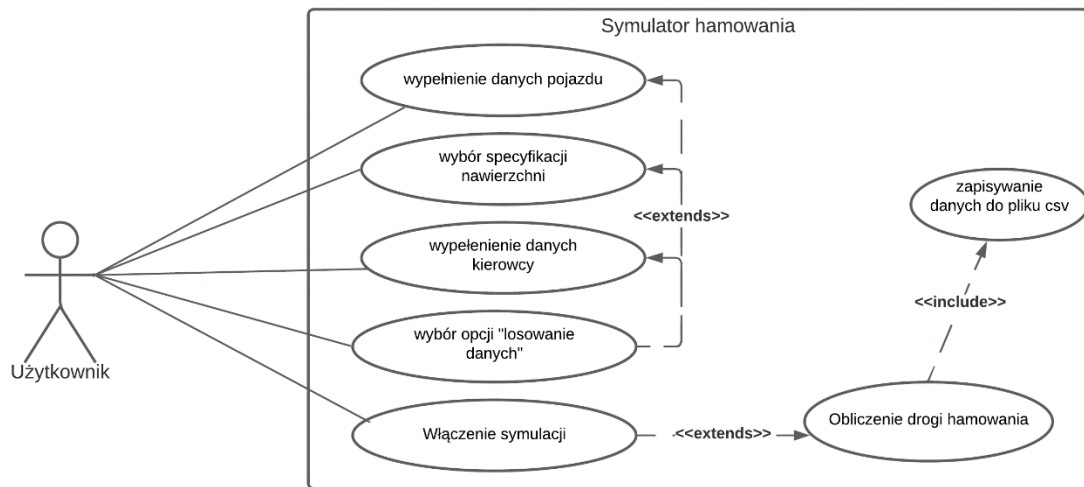 Symulator hamowania
wypełnienie danych pojazdu
wybór specyfikacji
nawierzchni
<<extends>>
zapisywanie
danych do pliku csv
wypełenienie danych
kierowcy
<<include>>
wybór opcji "losowanie
danych"
Użytkownik
Włączenie symulacji
<<extends>>
Obliczenie drogi hamowania